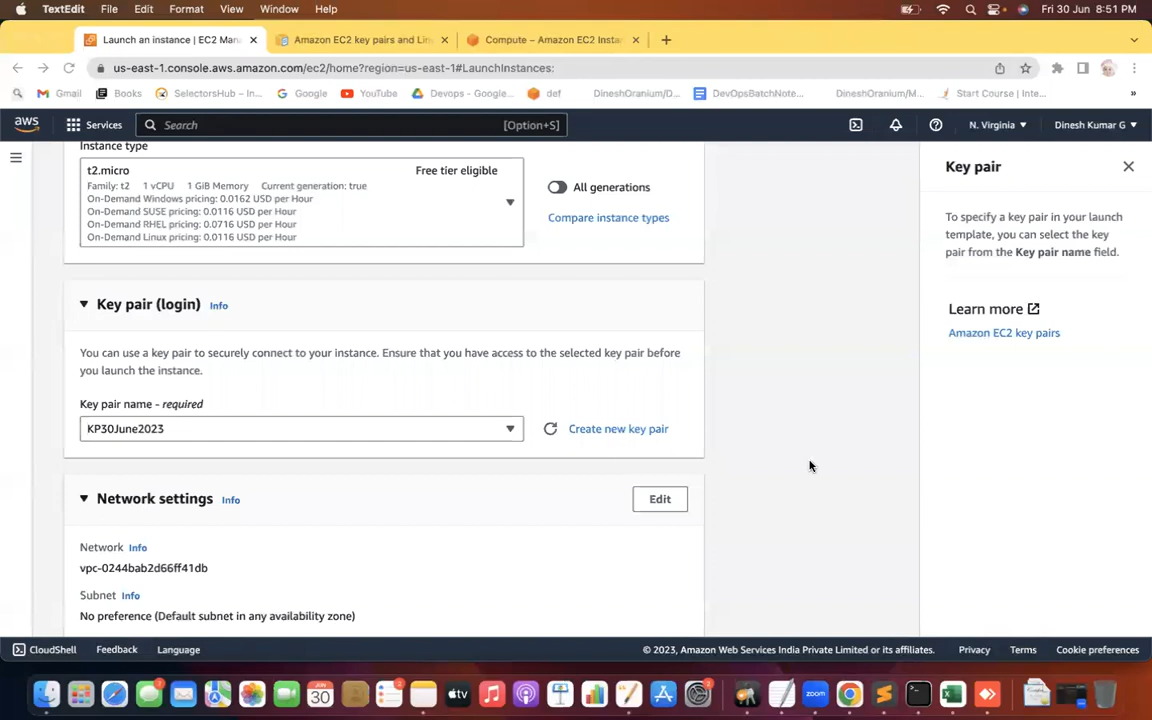 TextEdit File Edit Format View Window Help Fri 30 Jun 8:51 PM
Launch an instance | EC2 Man Amazon EC2 key pairs and Lin Compute – Amazon EC2 Instan
us-east-1.console.aws.amazon.com/ec2/home?region=us-east-1#LaunchInstances:
Gmail Books SelectorsHub – In... Google YouTube Devops - Google... def DineshOranium/D... DevOpsBatchNote... DineshOranium/M... Start Course | Inte... »
aws Services Search [Option+S] N. Virginia Dinesh Kumar G
Instance type
t2.micro Free tier eligible
Family: t2 1 vCPU 1 GiB Memory Current generation: true
On-Demand Windows pricing: 0.0162 USD per Hour
On-Demand SUSE pricing: 0.0116 USD per Hour
On-Demand RHEL pricing: 0.0716 USD per Hour
On-Demand Linux pricing: 0.0116 USD per Hour
All generations
Compare instance types
Key pair (login) Info
You can use a key pair to securely connect to your instance. Ensure that you have access to the selected key pair before
you launch the instance.
Key pair name - required
KP30June2023 Create new key pair
Network settings Info Edit
Network Info
vpc-0244bab2d66ff41db
Subnet Info
No preference (Default subnet in any availability zone)
Key pair
To specify a key pair in your launch
template, you can select the key
pair from the Key pair name field.
Learn more
Amazon EC2 key pairs
CloudShell Feedback Language © 2023, Amazon Web Services India Private Limited or its affiliates. Privacy Terms Cookie preferences
JUN
30
tv
zoom